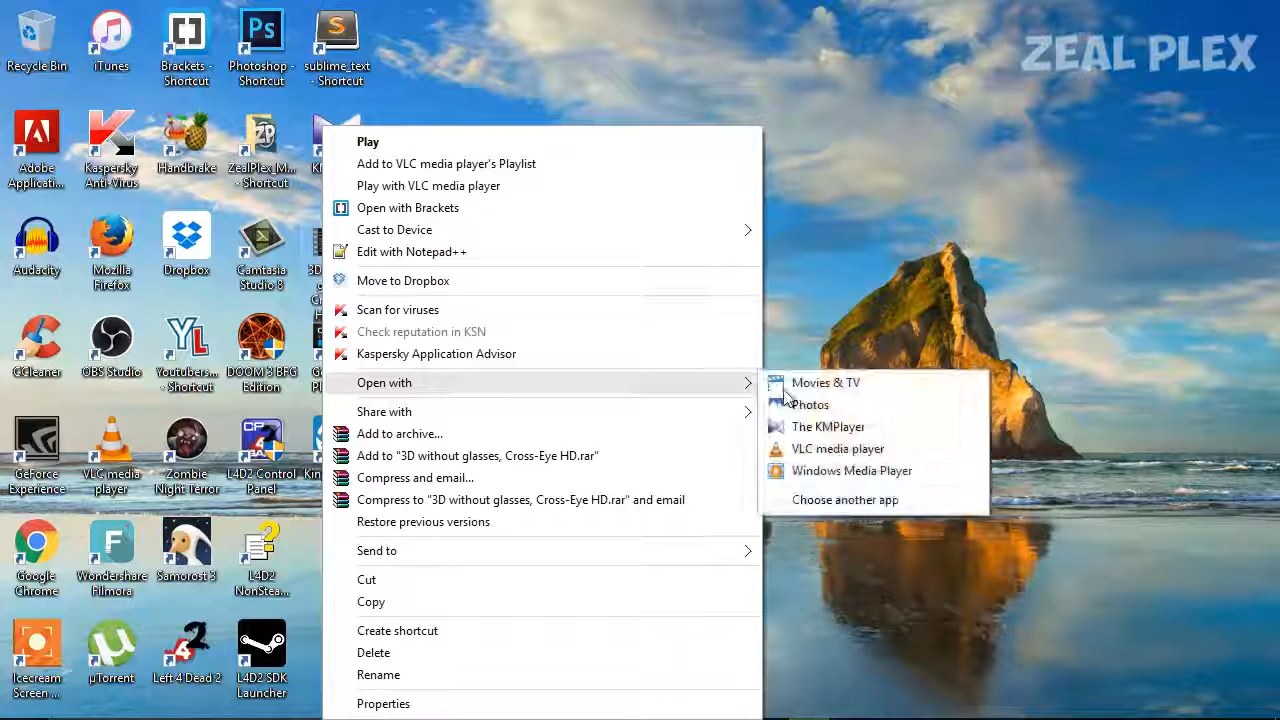 ZEAL PLEX
Recycle Bin
iTunes
Brackets -
Shortcut
Photoshop -
Shortcut
sublime_text
- Shortcut
Adobe
Applicati...
Kaspersky
Anti-Virus
Handbrake
ZealPlex_M...
- Shortcut
Audacity
Mozilla
Firefox
Dropbox
Camtasia
Studio 8
CCleaner
OBS Studio
Youtubers...
- Shortcut
DOOM 3 BFG
Edition
GeForce
Experience
VLC media
player
Zombie
Night Terror
L4D2 Control
Panel
Google
Chrome
Wondershare
Filmora
Samorost 3
L4D2
NonStea...
Icecream
Screen ...
µTorrent
Left 4 Dead 2
L4D2 SDK
Launcher
Play
Add to VLC media player's Playlist
Play with VLC media player
Open with Brackets
Cast to Device
Edit with Notepad++
Move to Dropbox
Scan for viruses
Check reputation in KSN
Kaspersky Application Advisor
Open with
Share with
Add to archive...
Add to "3D without glasses, Cross-Eye HD.rar"
Compress and email...
Compress to "3D without glasses, Cross-Eye HD.rar" and email
Restore previous versions
Send to
Cut
Copy
Create shortcut
Delete
Rename
Properties
Movies & TV
Photos
The KMPlayer
VLC media player
Windows Media Player
Choose another app